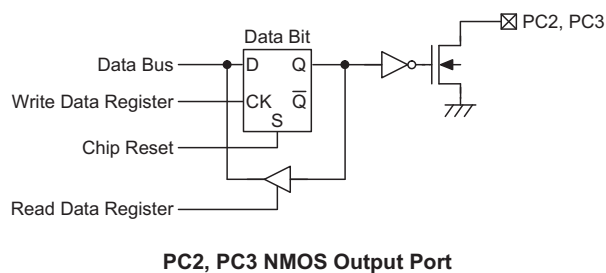 Data Bit
PC2, PC3
Data Bus
D Q
Write Data Register
CK Q̅
S
Chip Reset
Read Data Register
PC2, PC3 NMOS Output Port